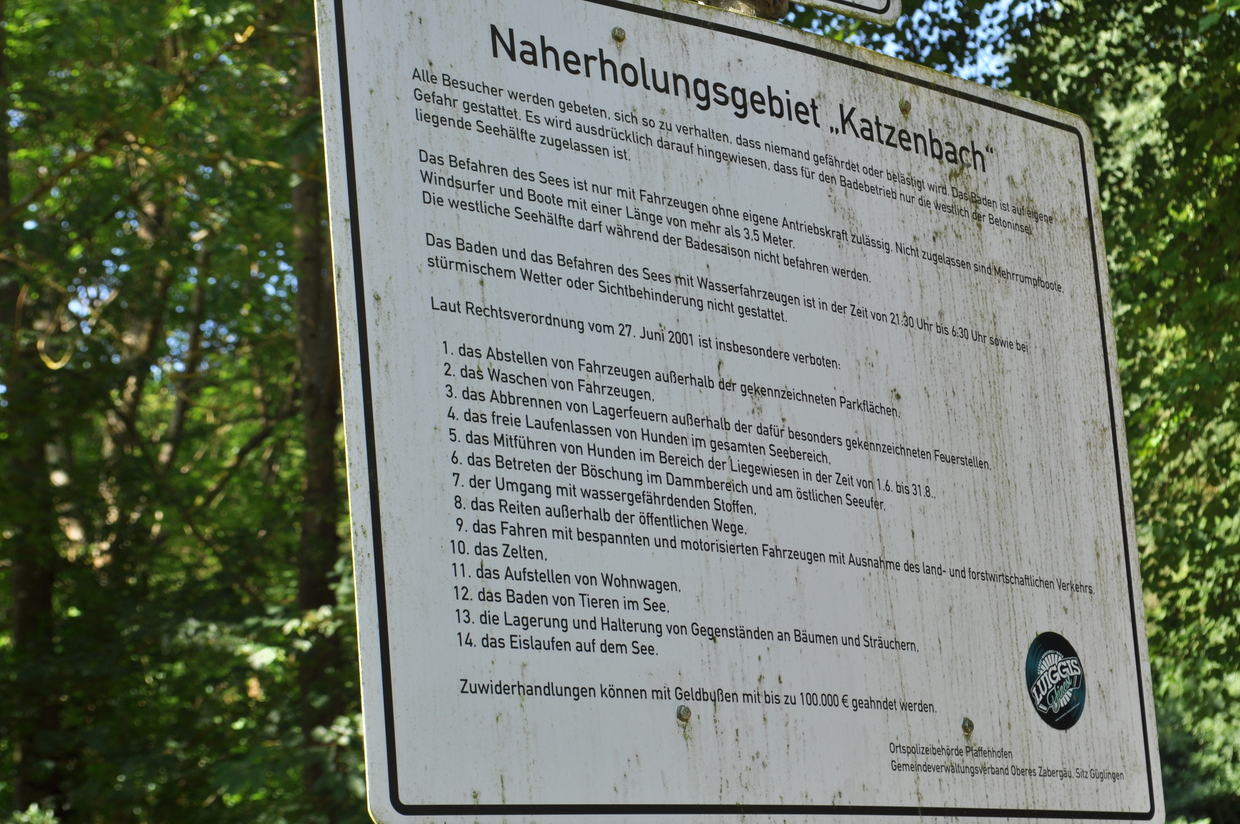 Naherholungsgebiet „Katzenbach“
Alle Besucher werden gebeten, sich so zu verhalten, dass niemand gefährdet oder belästigt wird. Das Baden ist auf eigene
Gefahr gestattet. Es wird ausdrücklich darauf hingewiesen, dass für den Badebetrieb nur die westlich der Betoninsel
liegende Seehälfte zugelassen ist.
Das Befahren des Sees ist nur mit Fahrzeugen ohne eigene Antriebskraft zulässig. Nicht zugelassen sind Mehrrumpfboote,
Windsurfer und Boote mit einer Länge von mehr als 3,5 Meter.
Die westliche Seehälfte darf während der Badesaison nicht befahren werden.
Das Baden und das Befahren des Sees mit Wasserfahrzeugen ist in der Zeit von 21:30 Uhr bis 6:30 Uhr sowie bei
stürmischem Wetter oder Sichtbehinderung nicht gestattet.
Laut Rechtsverordnung vom 27. Juni 2001 ist insbesondere verboten:
1. das Abstellen von Fahrzeugen außerhalb der gekennzeichneten Parkflächen,
2. das Waschen von Fahrzeugen,
3. das Abbrennen von Lagerfeuern außerhalb der dafür besonders gekennzeichneten Feuerstellen,
4. das freie Laufenlassen von Hunden im gesamten Seebereich,
5. das Mitführen von Hunden im Bereich der Liegewiesen in der Zeit von 1.6. bis 31.8.,
6. das Betreten der Böschung im Dammbereich und am östlichen Seeufer,
7. der Umgang mit wassergefährdenden Stoffen,
8. das Reiten außerhalb der öffentlichen Wege,
9. das Fahren mit bespannten und motorisierten Fahrzeugen mit Ausnahme des land- und forstwirtschaftlichen Verkehrs,
10. das Zelten,
11. das Aufstellen von Wohnwagen,
12. das Baden von Tieren im See,
13. die Lagerung und Halterung von Gegenständen an Bäumen und Sträuchern,
14. das Eislaufen auf dem See.
Zuwiderhandlungen können mit Geldbußen mit bis zu 100.000 € geahndet werden.
LUIGGIS
Ortspolizeibehörde Pfaffenhofen
Gemeindeverwaltungsverband Oberes Zabergäu, Sitz Güglingen